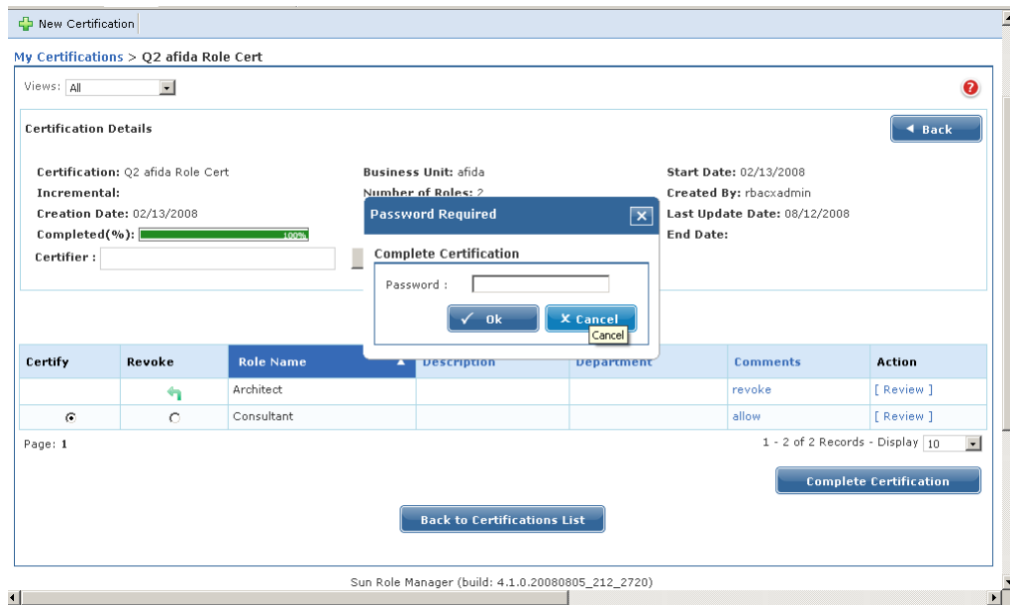 New Certification
My Certifications > Q2 afida Role Cert
Views: All
Certification Details
Back
Certification: Q2 afida Role Cert Business Unit: afida Start Date: 02/13/2008
Incremental: Number of Roles: 2 Created By: rbacxadmin
Creation Date: 02/13/2008 Last Update Date: 08/12/2008
Completed(%): 100% End Date:
Certifier :
Password Required
Complete Certification
Password :
Ok X Cancel
Cancel
Certify Revoke Role Name Description Department Comments Action
Architect revoke [ Review ]
Consultant allow [ Review ]
Page: 1 1 - 2 of 2 Records - Display 10
Complete Certification
Back to Certifications List
Sun Role Manager (build: 4.1.0.20080805_212_2720)